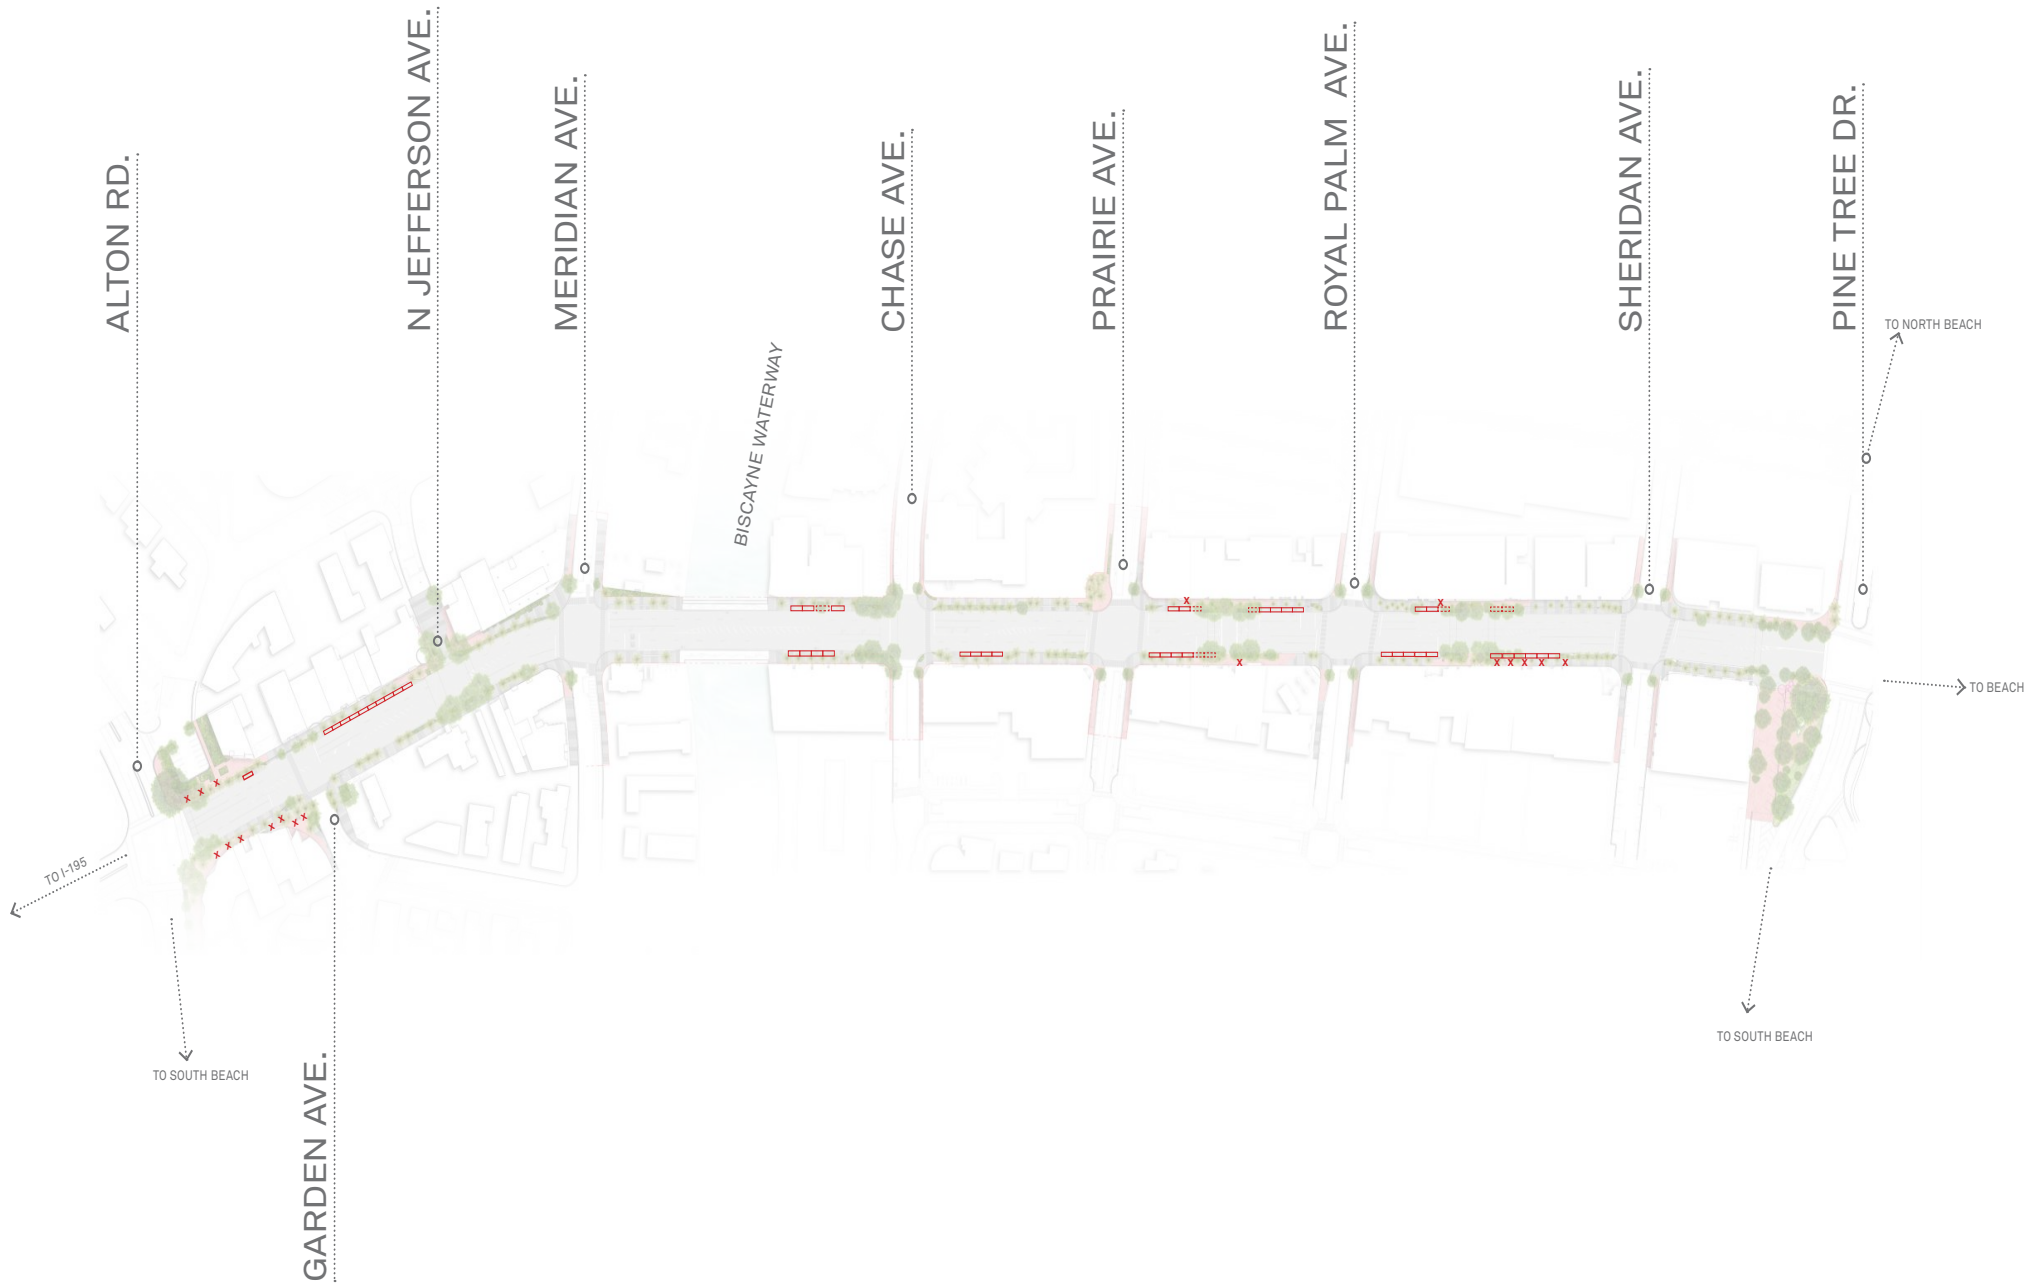 ALTON RD.
N JEFFERSON AVE.
MERIDIAN AVE.
BISCAYNE WATERWAY
CHASE AVE.
PRAIRIE AVE.
ROYAL PALM AVE.
SHERIDAN AVE.
PINE TREE DR.
TO NORTH BEACH
TO BEACH
TO I-195
TO SOUTH BEACH
GARDEN AVE.
TO SOUTH BEACH